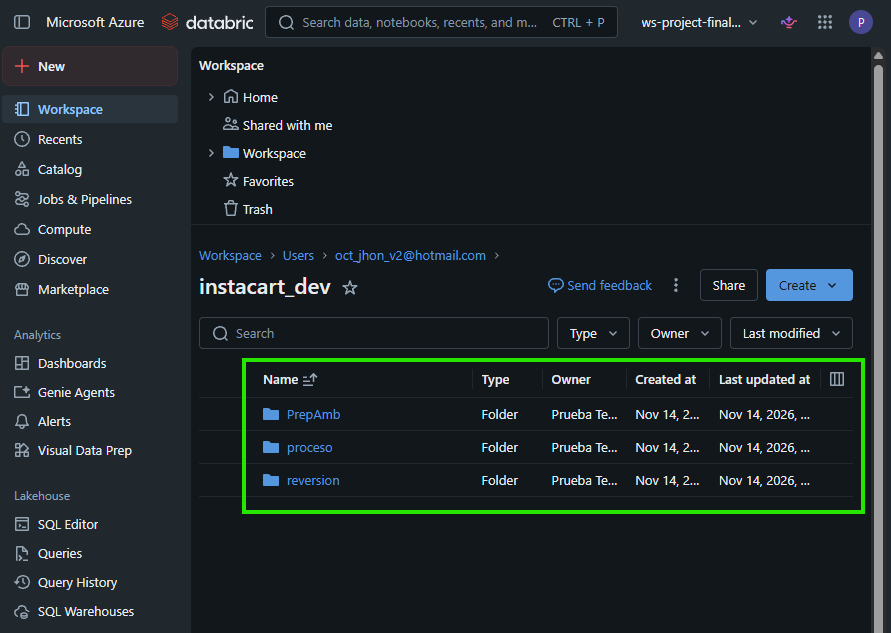 Microsoft Azure
databric
Search data, notebooks, recents, and m... CTRL + P
ws-project-final...
P
New
Workspace
Recents
Catalog
Jobs & Pipelines
Compute
Discover
Marketplace
Analytics
Dashboards
Genie Agents
Alerts
Visual Data Prep
Lakehouse
SQL Editor
Queries
Query History
SQL Warehouses
Workspace
Home
Shared with me
Workspace
Favorites
Trash
Workspace > Users > oct_jhon_v2@hotmail.com >
instacart_dev
Send feedback
Share
Create
Search
Type
Owner
Last modified
Name Type Owner Created at Last updated at
PrepAmb Folder Prueba Te... Nov 14, 2... Nov 14, 2026, ...
proceso Folder Prueba Te... Nov 14, 2... Nov 14, 2026, ...
reversion Folder Prueba Te... Nov 14, 2... Nov 14, 2026, ...